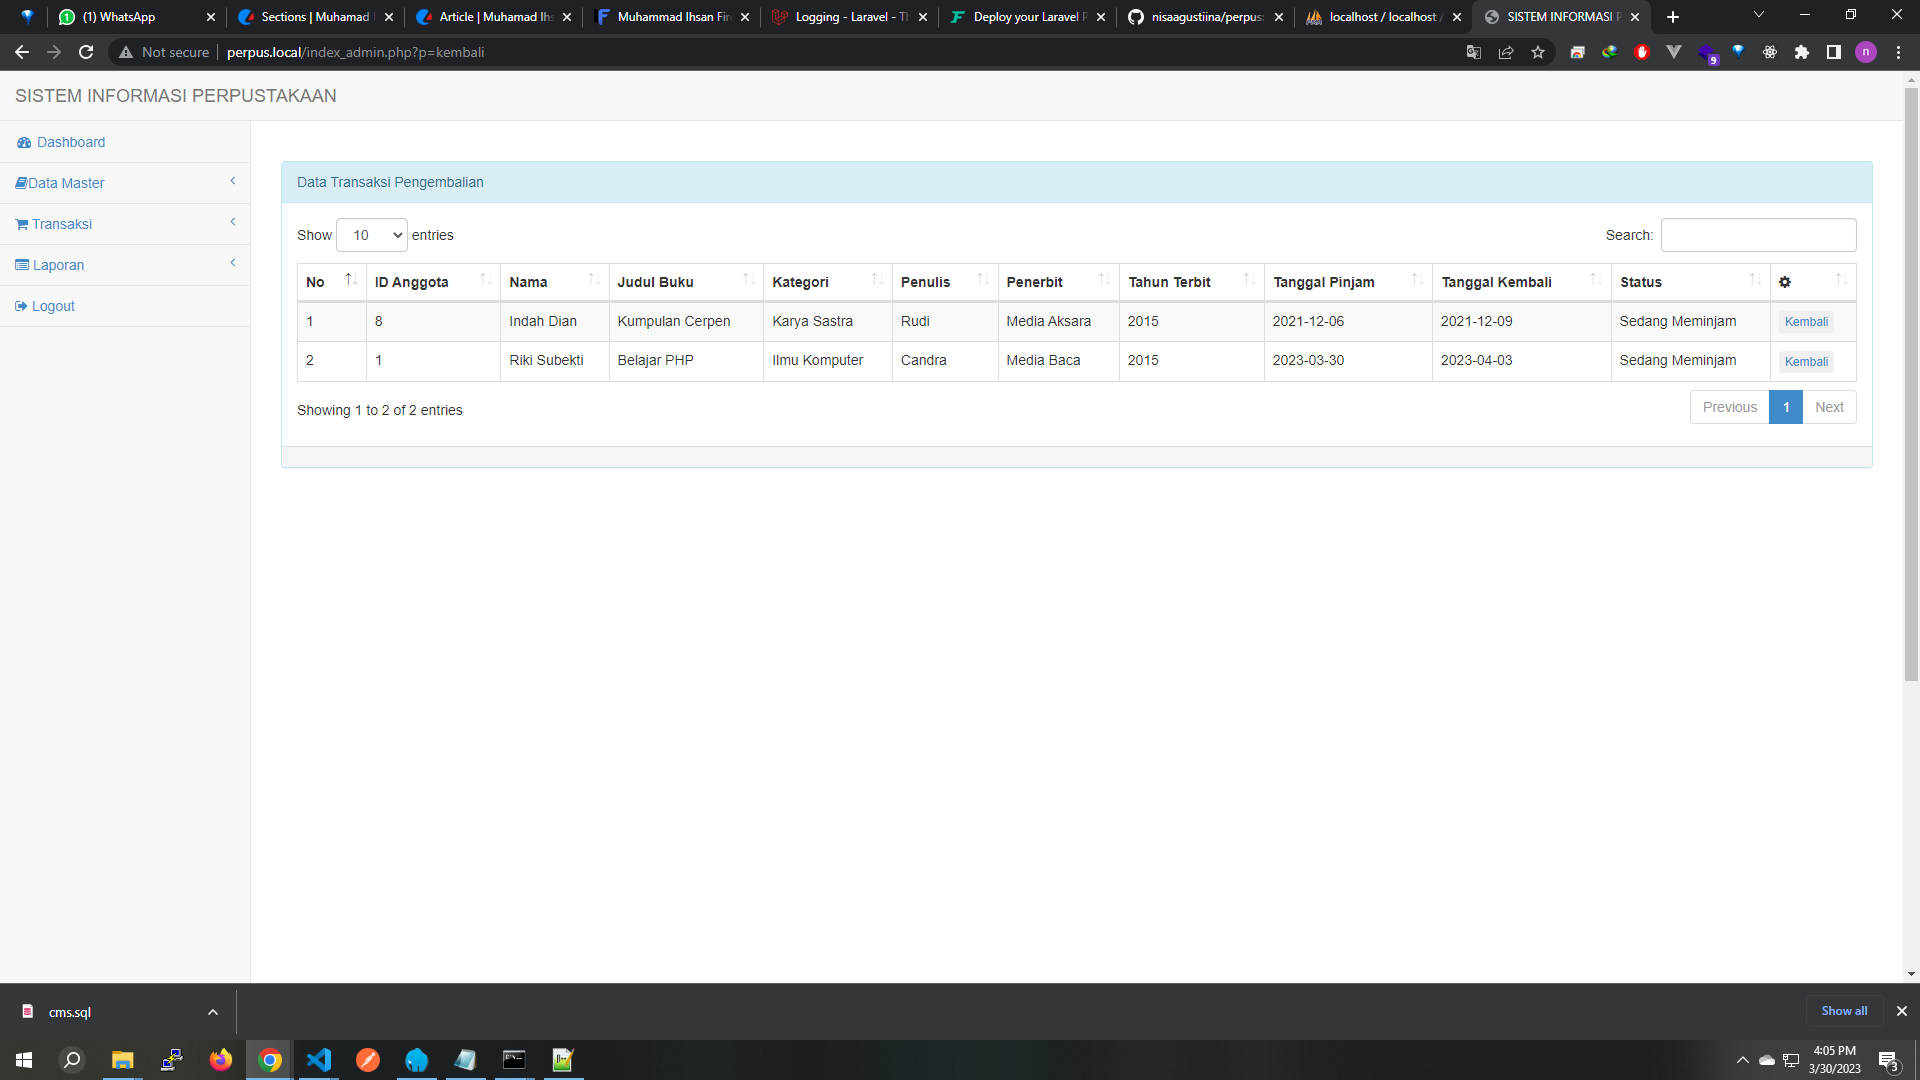 (1) WhatsApp
Sections | Muhamad
Article | Muhamad Ihs
Muhammad Ihsan Fir
Logging - Laravel - Th
Deploy your Laravel P
nisaagustiina/perpus
localhost / localhost /
SISTEM INFORMASI P
Not secure perpus.local/index_admin.php?p=kembali
9
n
SISTEM INFORMASI PERPUSTAKAAN
Dashboard
Data Master
Transaksi
Laporan
Logout
Data Transaksi Pengembalian
Show 10 entries Search:
No ID Anggota Nama Judul Buku Kategori Penulis Penerbit Tahun Terbit Tanggal Pinjam Tanggal Kembali Status
1 8 Indah Dian Kumpulan Cerpen Karya Sastra Rudi Media Aksara 2015 2021-12-06 2021-12-09 Sedang Meminjam Kembali
2 1 Riki Subekti Belajar PHP Ilmu Komputer Candra Media Baca 2015 2023-03-30 2023-04-03 Sedang Meminjam Kembali
Showing 1 to 2 of 2 entries Previous 1 Next
cms.sql Show all
4:05 PM
3/30/2023
3